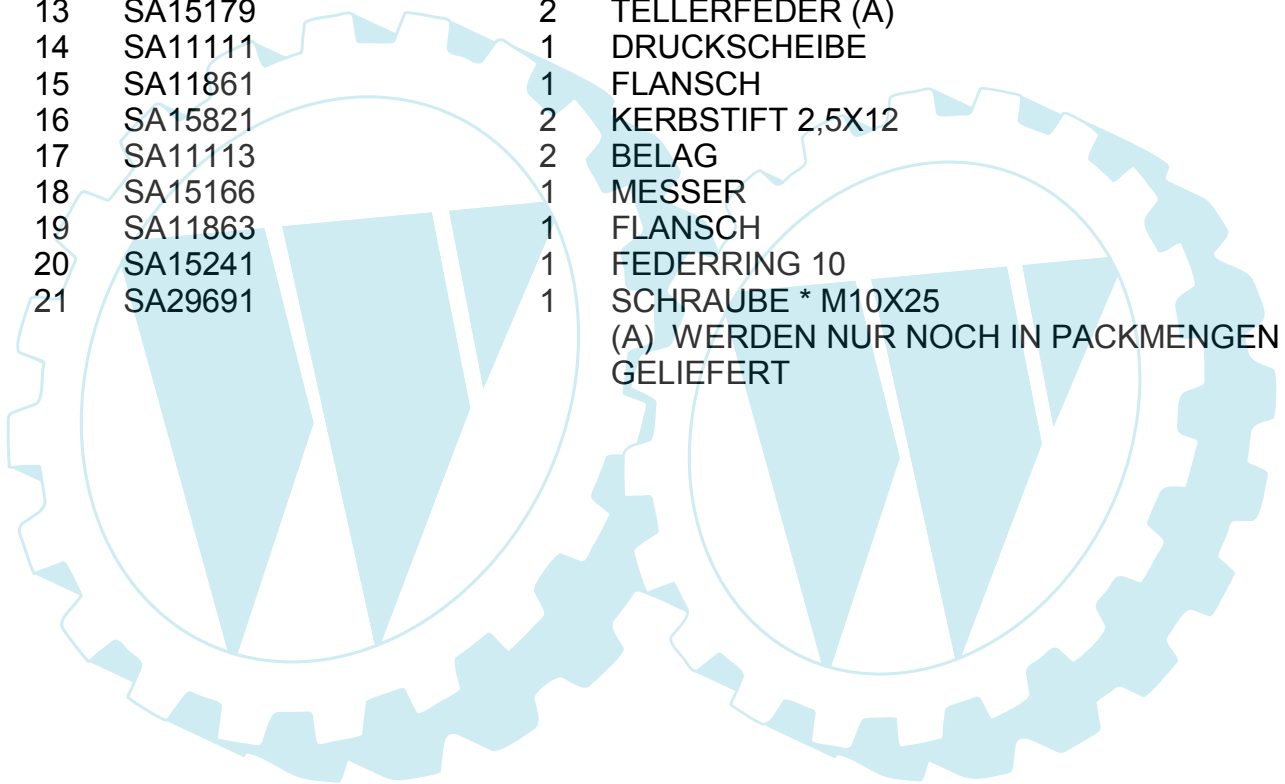 13 SA15179 2 TELLERFEDER (A)
14 SA11111 1 DRUCKSCHEIBE
15 SA11861 1 FLANSCH
16 SA15821 2 KERBSTIFT 2,5X12
17 SA11113 2 BELAG
18 SA15166 1 MESSER
19 SA11863 1 FLANSCH
20 SA15241 1 FEDERRING 10
21 SA29691 1 SCHRAUBE * M10X25
(A) WERDEN NUR NOCH IN PACKMENGEN
GELIEFERT